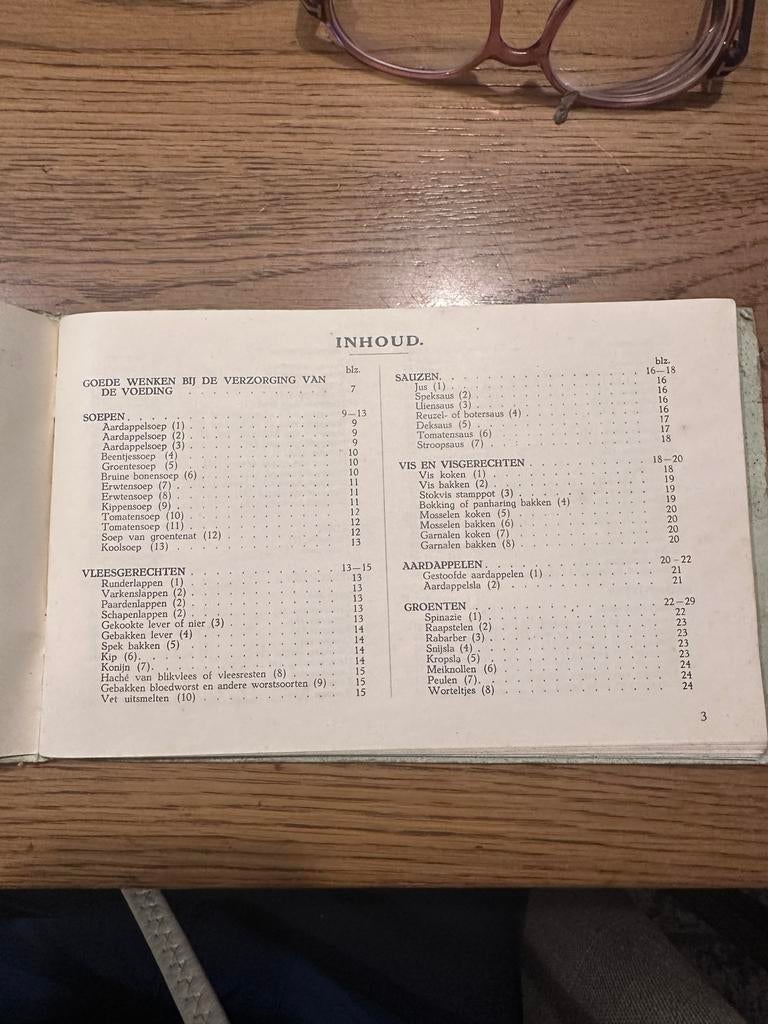 INHOUD.
blz.
GOEDE WENKEN BIJ DE VERZORGING VAN
DE VOEDING . . . . . . . . . . . . 7
SOEPEN. . . . . . . . . . . . . . 9—13
Aardappelsoep (1) . . . . . . . . . . 9
Aardappelsoep (2) . . . . . . . . . . 9
Aardappelsoep (3) . . . . . . . . . . 9
Beentjessoep (4) . . . . . . . . . . 10
Groentesoep (5) . . . . . . . . . . 10
Bruine bonensoep (6) . . . . . . . . . 10
Erwtensoep (7) . . . . . . . . . . 11
Erwtensoep (8) . . . . . . . . . . 11
Kippensoep (9) . . . . . . . . . . 11
Tomatensoep (10) . . . . . . . . . . 12
Tomatensoep (11) . . . . . . . . . . 12
Soep van groentenat (12) . . . . . . . . 12
Koolsoep (13) . . . . . . . . . . 13
VLEESGERECHTEN . . . . . . . . . . 13—15
Runderlappen (1) . . . . . . . . . . 13
Varkenslappen (2) . . . . . . . . . . 13
Paardenlappen (2) . . . . . . . . . . 13
Schapenlappen (2) . . . . . . . . . . 13
Gekookte lever of nier (3) . . . . . . . . 13
Gebakken lever (4) . . . . . . . . . . 14
Spek bakken (5) . . . . . . . . . . 14
Kip (6). . . . . . . . . . . . 14
Konijn (7). . . . . . . . . . . 14
Haché van blikvlees of vleesresten (8) . . . . . 15
Gebakken bloedworst en andere worstsoorten (9) . . 15
Vet uitsmelten (10) . . . . . . . . . 15
blz.
SAUZEN. . . . . . . . . . . . . 16—18
Jus (1) . . . . . . . . . . . . 16
Speksaus (2) . . . . . . . . . . . 16
Uiensaus (3) . . . . . . . . . . . 16
Reuzel- of botersaus (4) . . . . . . . . 16
Deksaus (5) . . . . . . . . . . . 17
Tomatensaus (6) . . . . . . . . . . 17
Stroopsaus (7) . . . . . . . . . . 18
VIS EN VISGERECHTEN . . . . . . . . 18—20
Vis koken (1) . . . . . . . . . . 18
Vis bakken (2) . . . . . . . . . . 19
Stokvis stamppot (3) . . . . . . . . . 19
Bokking of panharing bakken (4) . . . . . . 19
Mosselen koken (5) . . . . . . . . . 20
Mosselen bakken (6) . . . . . . . . . 20
Garnalen koken (7) . . . . . . . . . 20
Garnalen bakken (8) . . . . . . . . . 20
AARDAPPELEN . . . . . . . . . . . 20-22
Gestoofde aardappelen (1) . . . . . . . . 21
Aardappelsla (2) . . . . . . . . . . 21
GROENTEN . . . . . . . . . . . . 22—29
Spinazie (1) . . . . . . . . . . . 22
Raapstelen (2) . . . . . . . . . . 23
Rabarber (3) . . . . . . . . . . . 23
Snijsla (4) . . . . . . . . . . . 23
Kropsla (5) . . . . . . . . . . . 23
Meiknollen (6) . . . . . . . . . . 24
Peulen (7). . . . . . . . . . . . 24
Worteltjes (8) . . . . . . . . . . 24
3